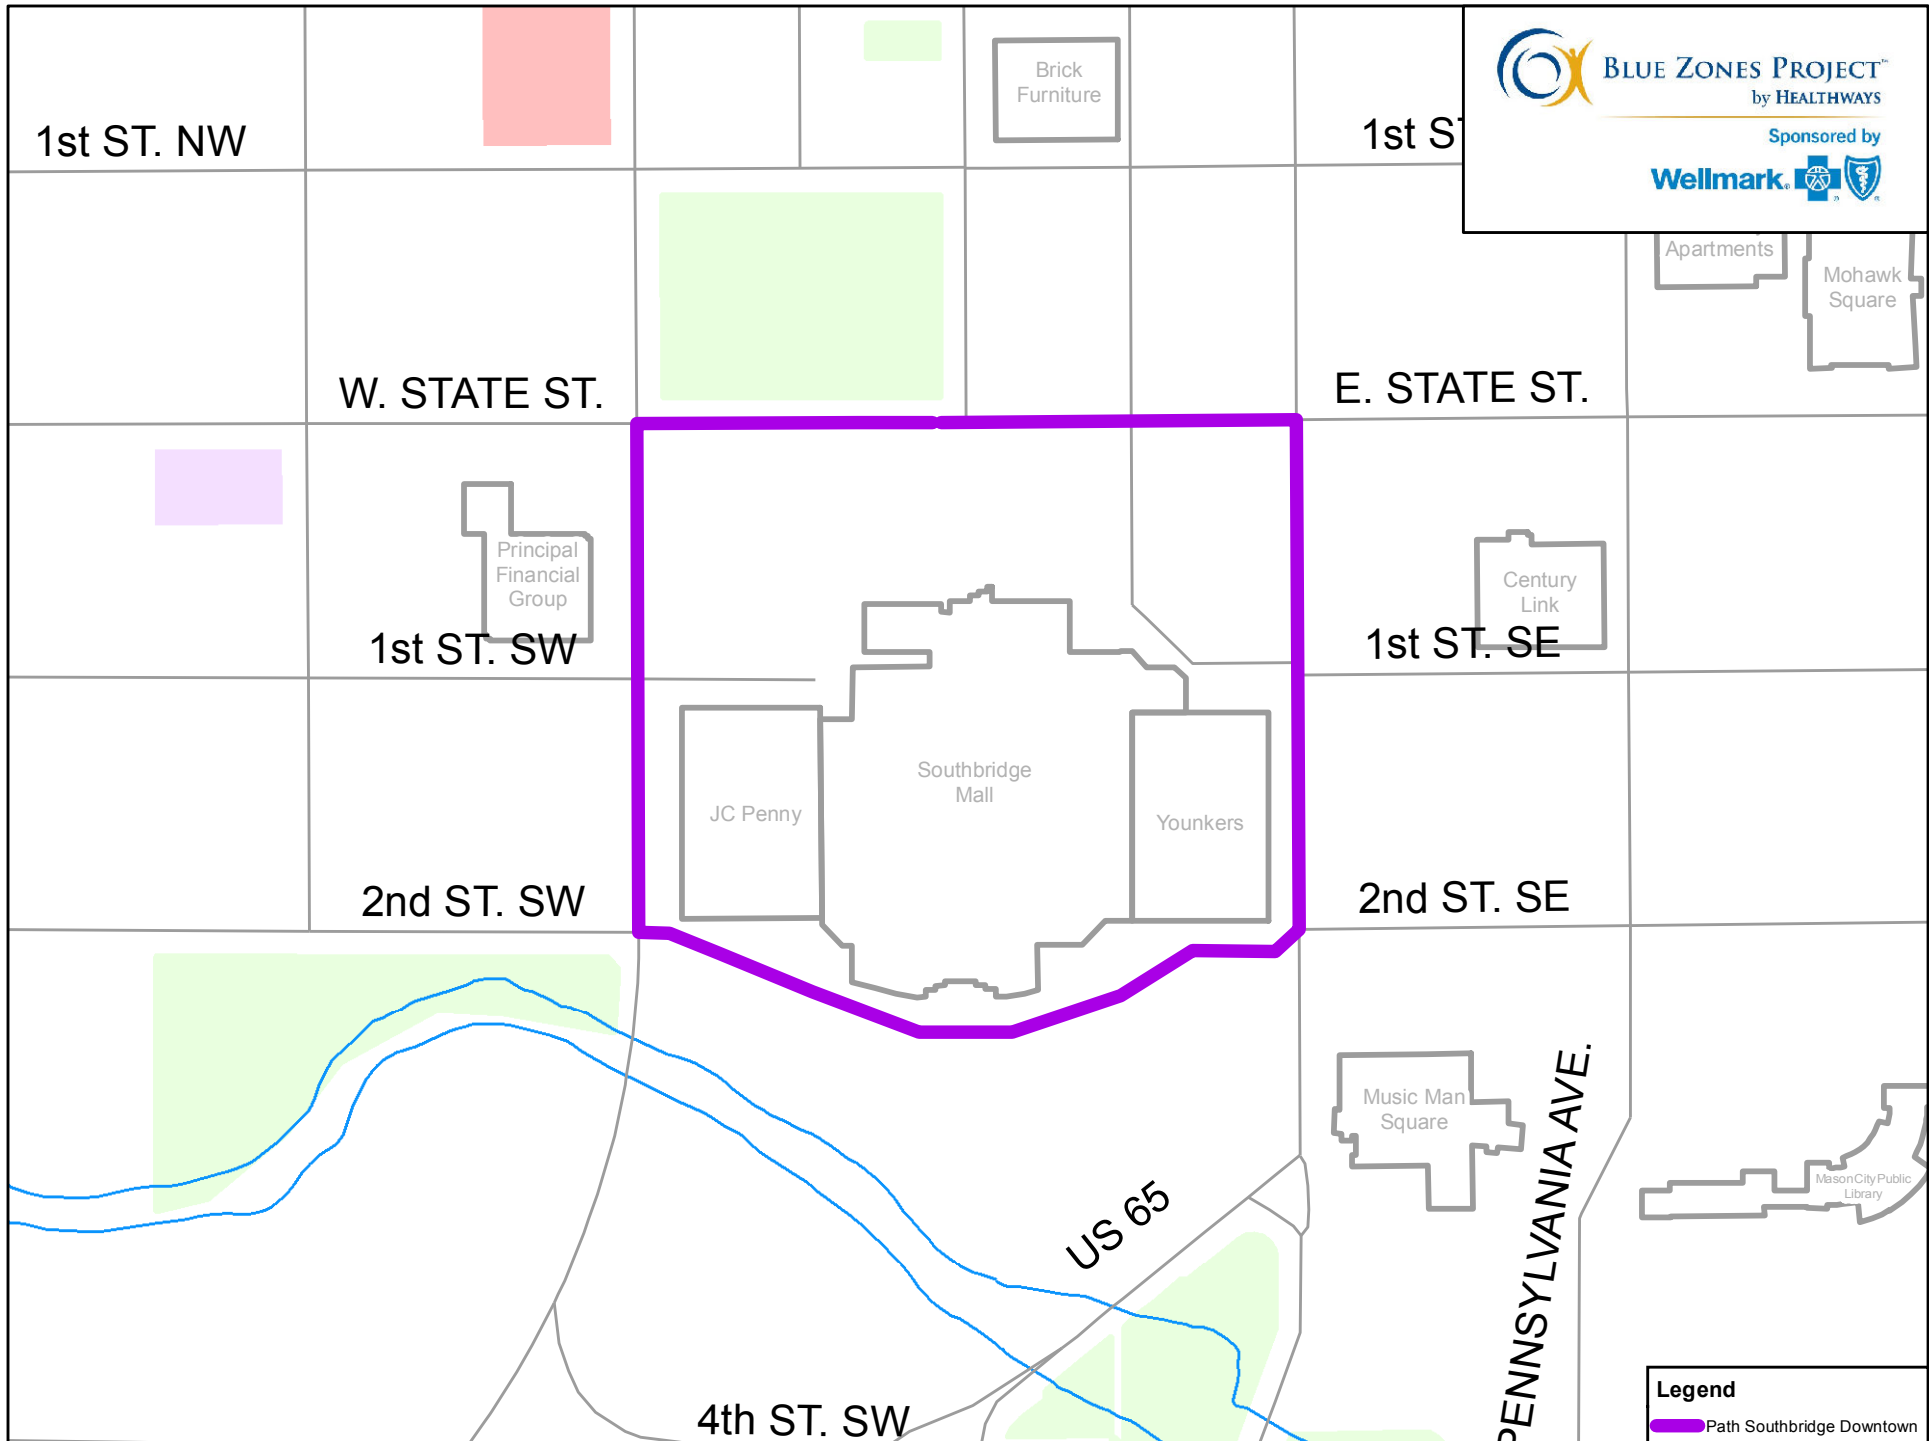 BLUE ZONES PROJECT™
by HEALTHWAYS
Sponsored by
Wellmark®
Brick
Furniture
1st ST. NW
1st ST
Apartments
Mohawk
Square
W. STATE ST.
E. STATE ST.
Principal
Financial
Group
Century
Link
1st ST. SW
1st ST. SE
Southbridge
Mall
JC Penny
Younkers
2nd ST. SW
2nd ST. SE
Music Man
Square
PENNSYLVANIA AVE.
Mason City Public
Library
US 65
4th ST. SW
Legend
Path Southbridge Downtown